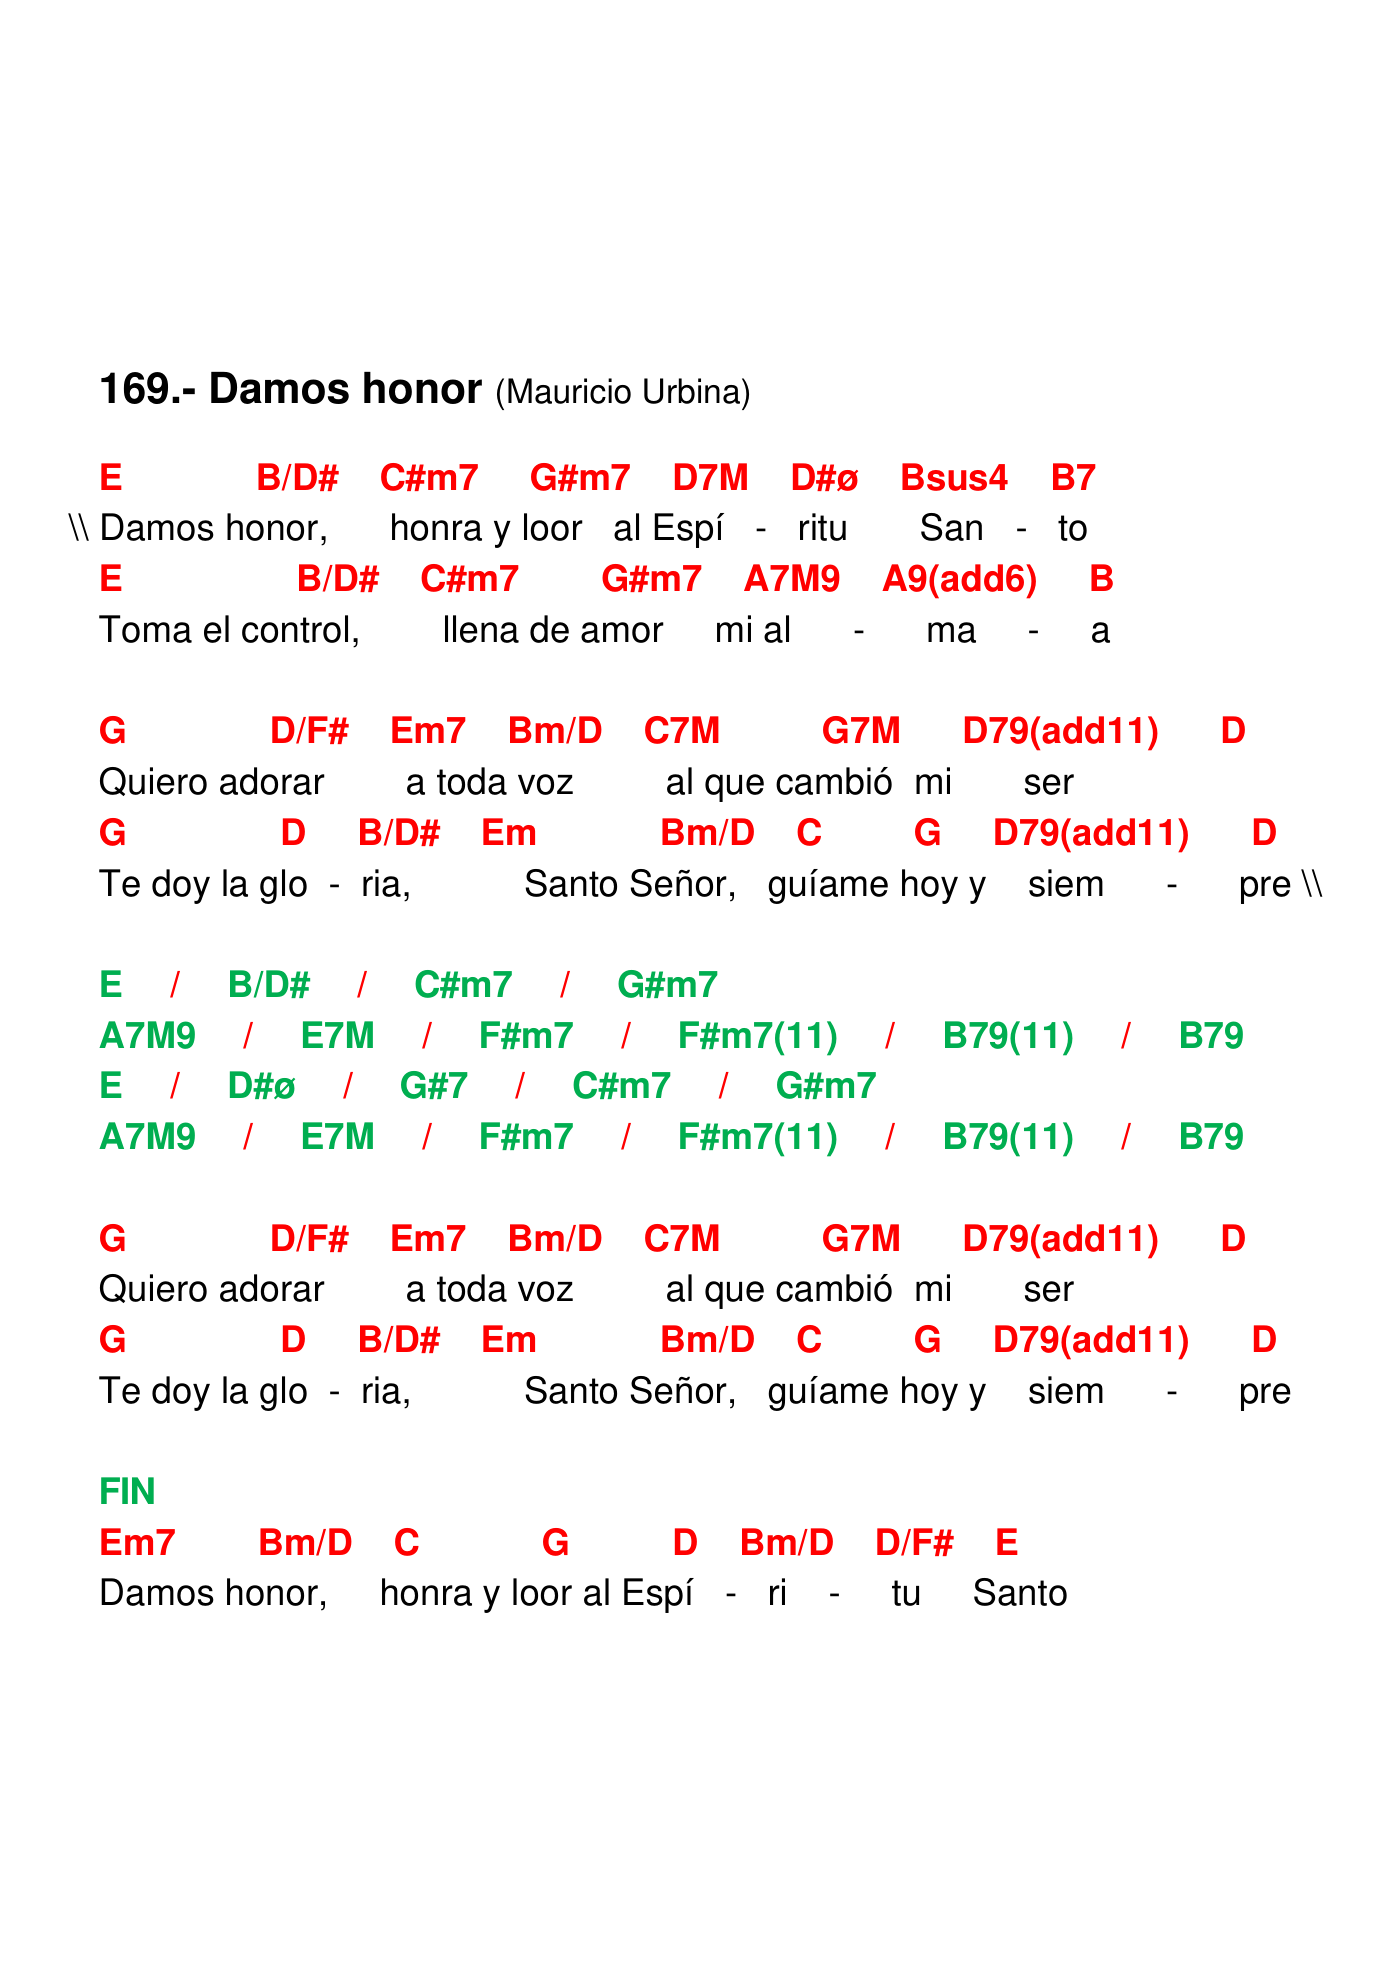 169.- Damos honor (Mauricio Urbina)
E B/D# C#m7 G#m7 D7M D#ø Bsus4 B7
\\ Damos honor, honra y loor al Espí - ritu San - to
E B/D# C#m7 G#m7 A7M9 A9(add6) B
Toma el control, llena de amor mi al - ma - a
G D/F# Em7 Bm/D C7M G7M D79(add11) D
Quiero adorar a toda voz al que cambió mi ser
G D B/D# Em Bm/D C G D79(add11) D
Te doy la glo - ria, Santo Señor, guíame hoy y siem - pre \\
E / B/D# / C#m7 / G#m7
A7M9 / E7M / F#m7 / F#m7(11) / B79(11) / B79
E / D#ø / G#7 / C#m7 / G#m7
A7M9 / E7M / F#m7 / F#m7(11) / B79(11) / B79
G D/F# Em7 Bm/D C7M G7M D79(add11) D
Quiero adorar a toda voz al que cambió mi ser
G D B/D# Em Bm/D C G D79(add11) D
Te doy la glo - ria, Santo Señor, guíame hoy y siem - pre
FIN
Em7 Bm/D C G D Bm/D D/F# E
Damos honor, honra y loor al Espí - ri - tu Santo